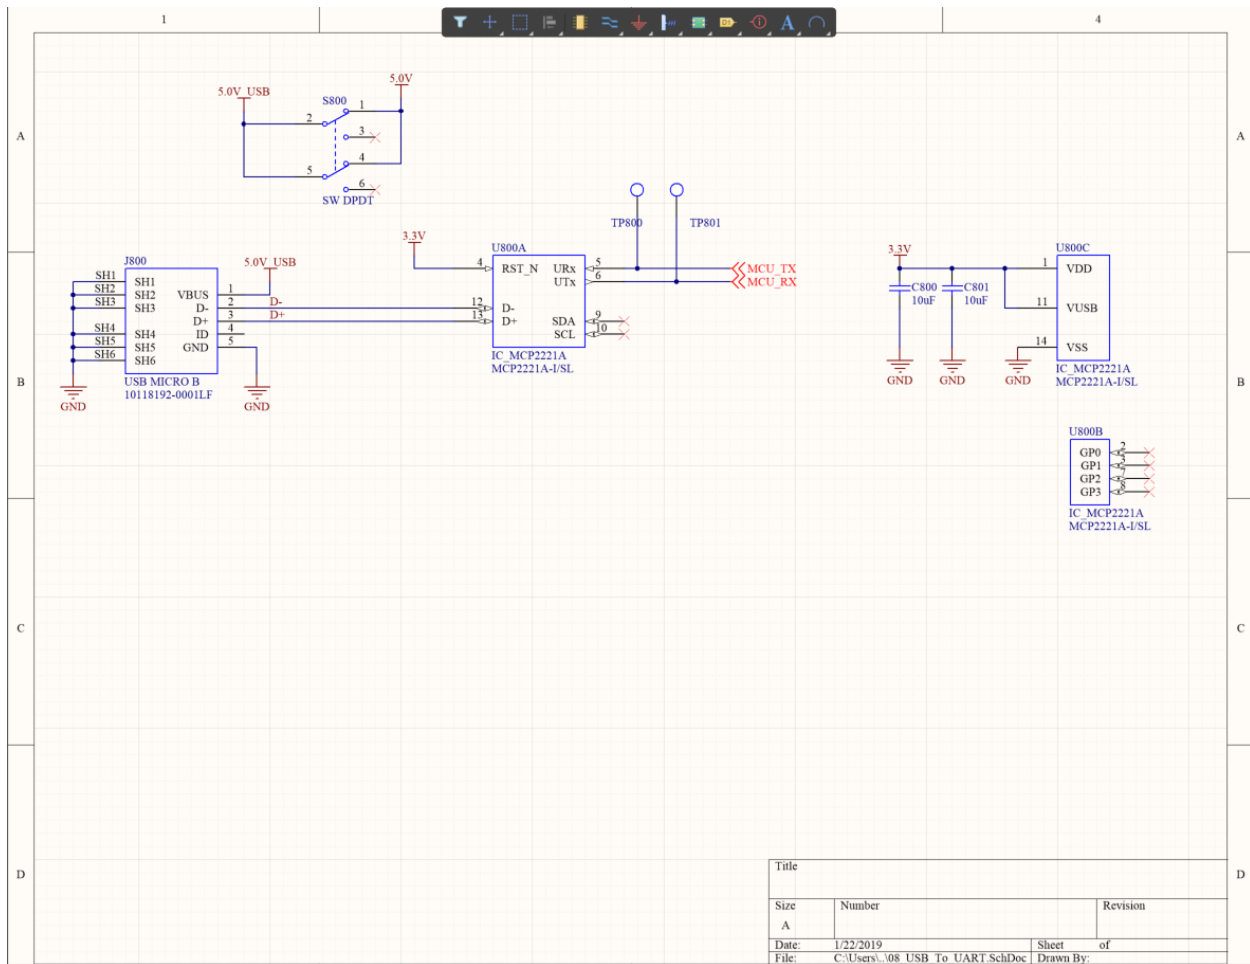 1
4
A
A
5.0V_USB
5.0V
S800
1
2
3
4
5
6
SW DPDT
TP800
TP801
3.3V
U800A
4
RST_N
URx
5
MCU_TX
UTx
6
MCU_RX
12
D-
13
D+
SDA
9
SCL
10
IC_MCP2221A
MCP2221A-I/SL
J800
5.0V_USB
SH1
SH1
SH2
SH2
VBUS
1
SH3
SH3
D-
2
D-
D+
3
D+
SH4
SH4
ID
4
SH5
SH5
GND
5
SH6
SH6
USB MICRO B
10118192-0001LF
GND
GND
3.3V
U800C
1
VDD
C800
10uF
C801
10uF
11
VUSB
14
VSS
IC_MCP2221A
MCP2221A-I/SL
GND
GND
GND
B
B
U800B
GP0
2
GP1
3
GP2
7
GP3
8
IC_MCP2221A
MCP2221A-I/SL
C
C
D
D
Title
Size
Number
Revision
A
Date:
1/22/2019
Sheet of
File:
C:\Users\..\08_USB_To_UART.SchDoc
Drawn By: